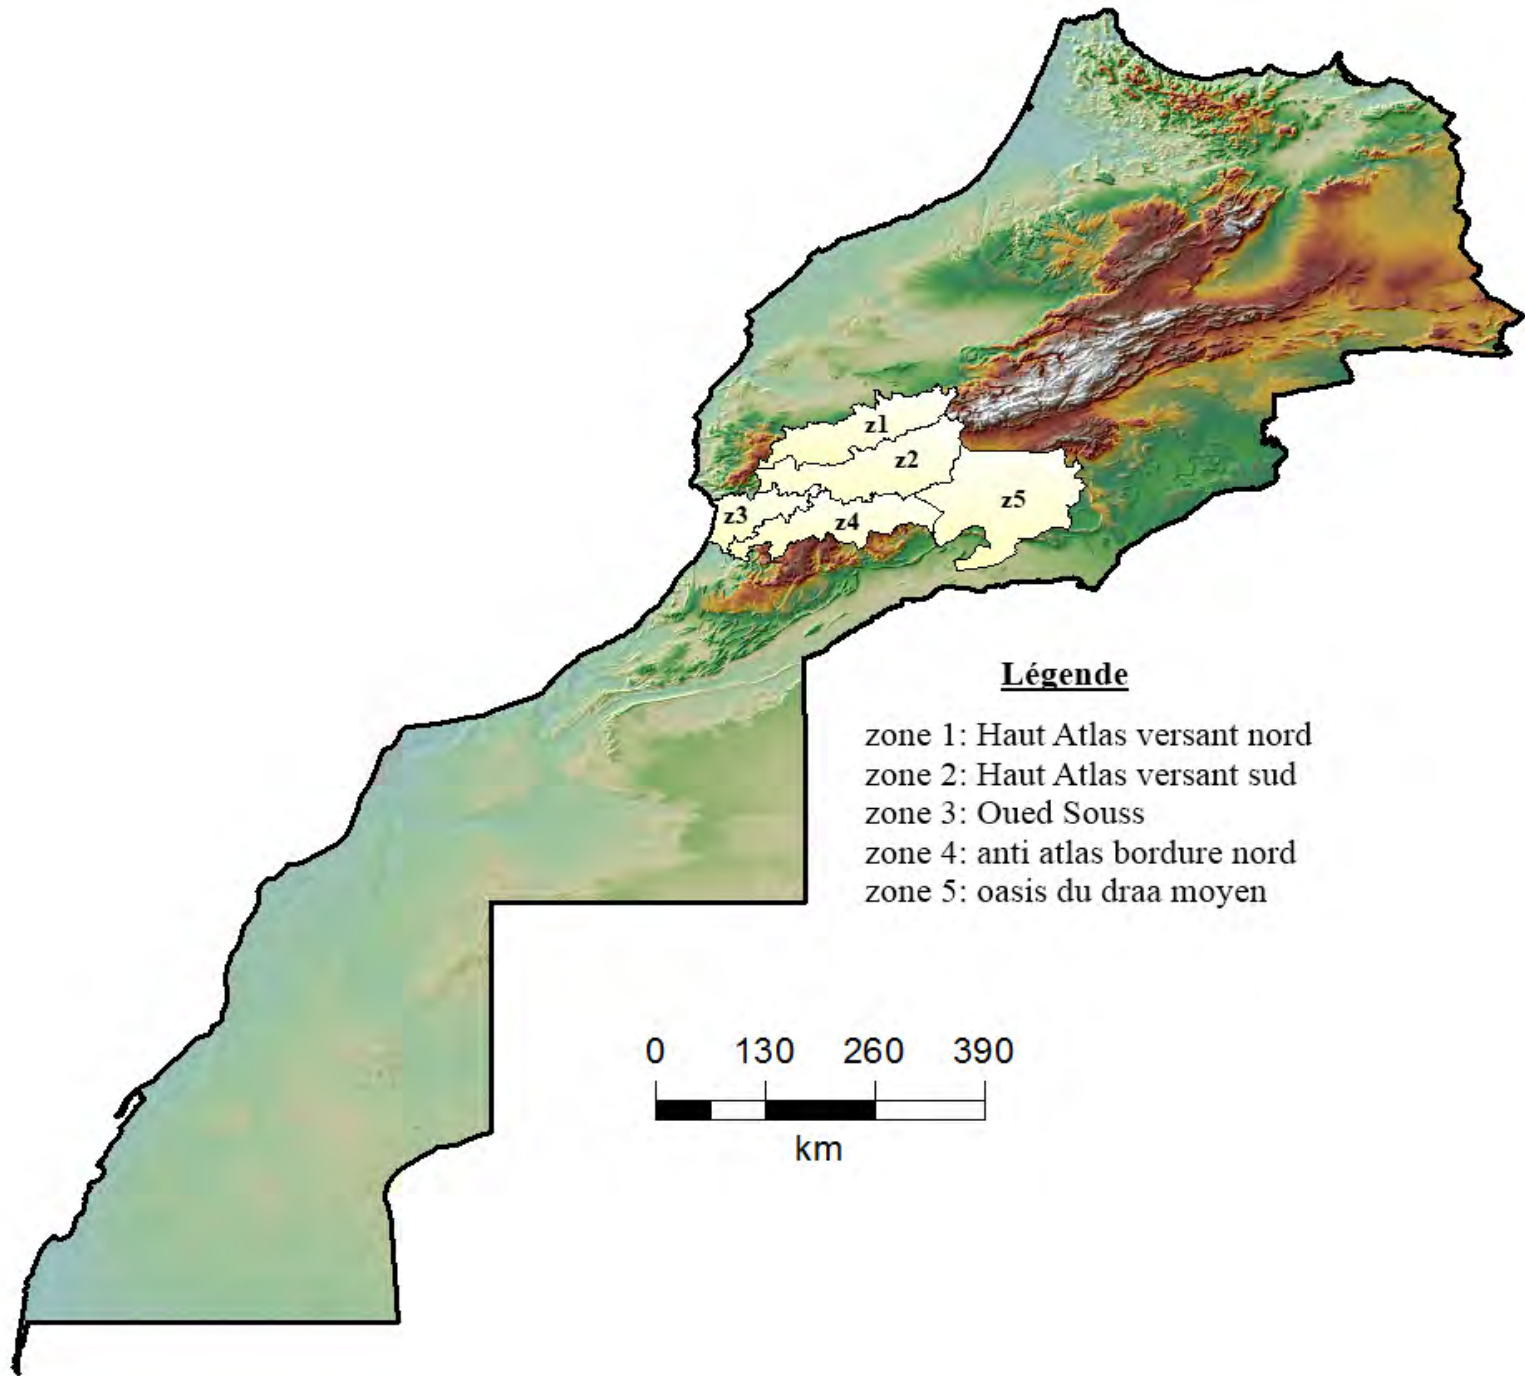 z1
z2
z3
z4
z5
Légende
zone 1: Haut Atlas versant nord
zone 2: Haut Atlas versant sud
zone 3: Oued Souss
zone 4: anti atlas bordure nord
zone 5: oasis du draa moyen
0 130 260 390
km